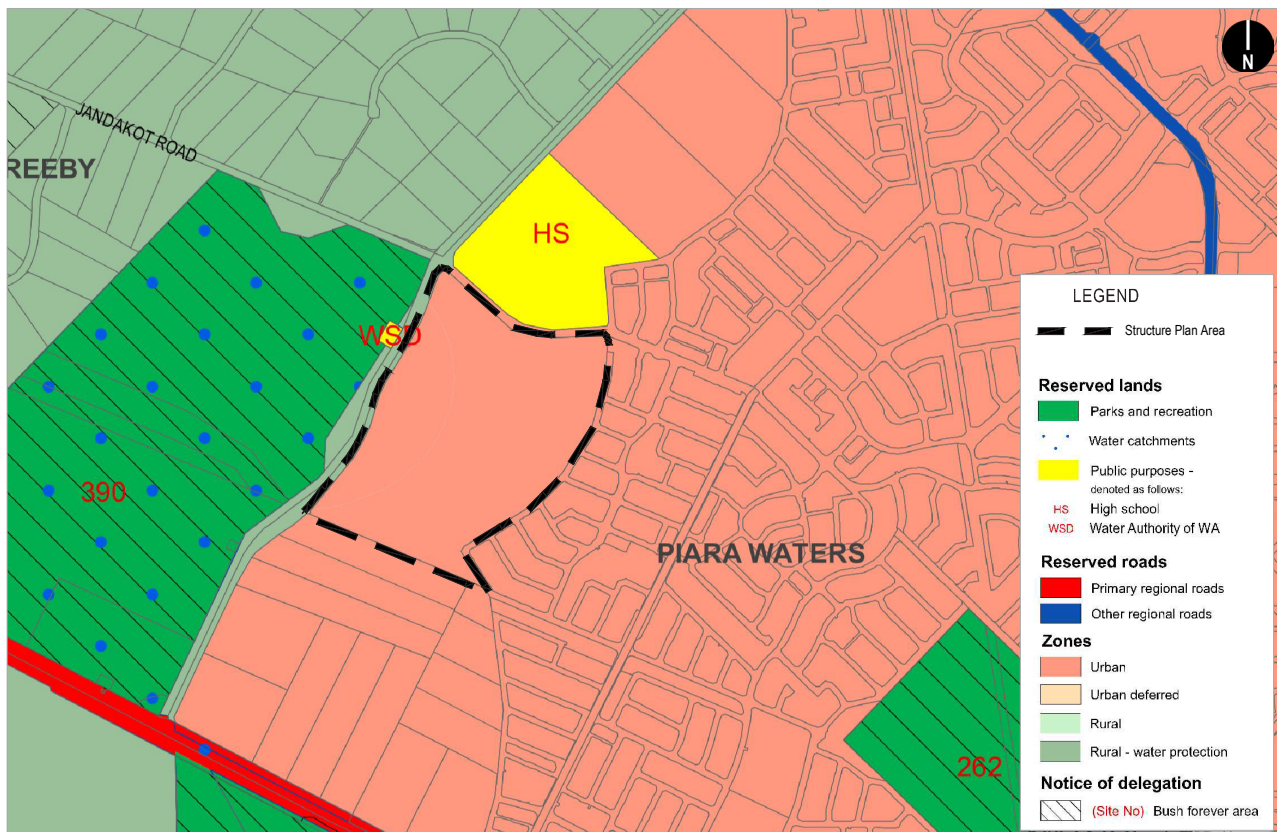 N
JANDAKOT ROAD
REEBY
HS
WSD
390
PIARA WATERS
262
LEGEND
Structure Plan Area
Reserved lands
Parks and recreation
Water catchments
Public purposes -
denoted as follows:
HS High school
WSD Water Authority of WA
Reserved roads
Primary regional roads
Other regional roads
Zones
Urban
Urban deferred
Rural
Rural - water protection
Notice of delegation
(Site No) Bush forever area